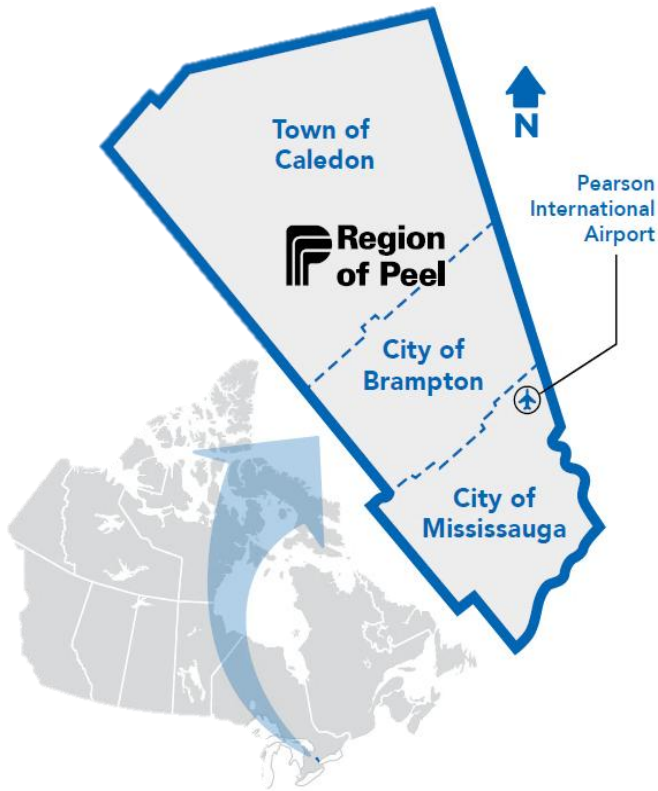 Town of
Caledon
N
Pearson
International
Airport
Region
of Peel
City of
Brampton
City of
Mississauga